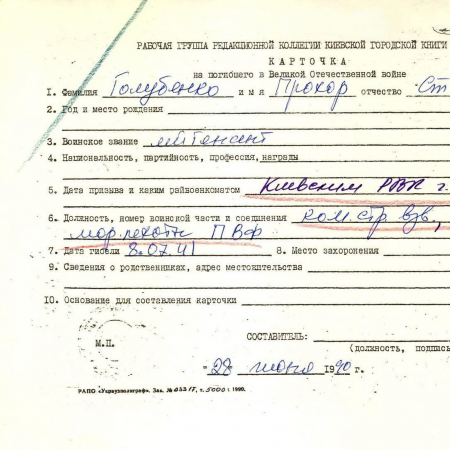 РАБОЧАЯ ГРУППА РЕДАКЦИОННОЙ КОЛЛЕГИИ КИЕВСКОЙ ГОРОДСКОЙ КНИГИ
КАРТОЧКА
на погибшего в Великой Отечественной войне
1. Фамилия Голубенко имя Прохор отчество Ст
2. Год и место рождения
3. Воинское звание лейтенант
4. Национальность, партийность, профессия, награды
5. Дата призыва и каким райвоенкоматом Киевским РВК г.
6. Должность, номер воинской части и соединения ком. стр. взв.,
мор. пехоты ПВФ
7. Дата гибели 8.07.41 8. Место захоронения
9. Сведения о родственниках, адрес местожительства
10. Основание для составления карточки
СОСТАВИТЕЛЬ:
М.П. (должность, подпись
"28" июня 1990
РАПО «Укрвузполиграф». Зак. № 0331Т, т. 5000 : 1990.